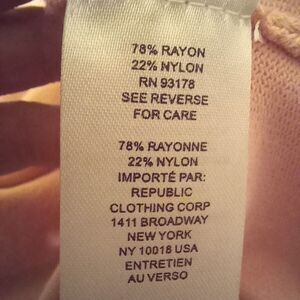 78% RAYON
22% NYLON
RN 93178
SEE REVERSE
FOR CARE
78% RAYONNE
22% NYLON
IMPORTÉ PAR:
REPUBLIC
CLOTHING CORP
1411 BROADWAY
NEW YORK
NY 10018 USA
ENTRETIEN
AU VERSO